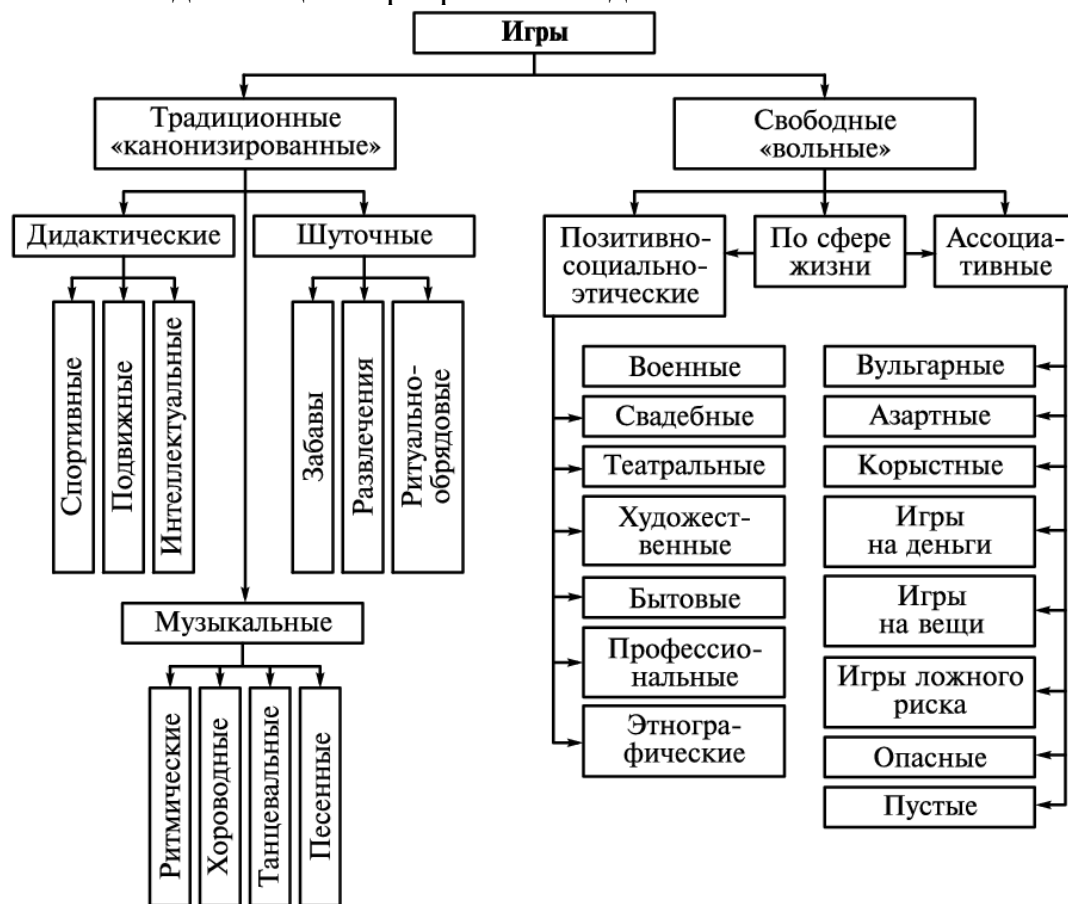 Игры
Традиционные
«канонизированные»
Свободные
«вольные»
Дидактические
Шуточные
Позитивно-
социально-
этические
По сфере
жизни
Ассоциа-
тивные
Спортивные
Подвижные
Интеллектуальные
Забавы
Развлечения
Ритуально-
обрядовые
Музыкальные
Ритмические
Хороводные
Танцевальные
Песенные
Военные
Свадебные
Театральные
Художест-
венные
Бытовые
Профессио-
нальные
Этногра-
фические
Вульгарные
Азартные
Корыстные
Игры
на деньги
Игры
на вещи
Игры ложного
риска
Опасные
Пустые